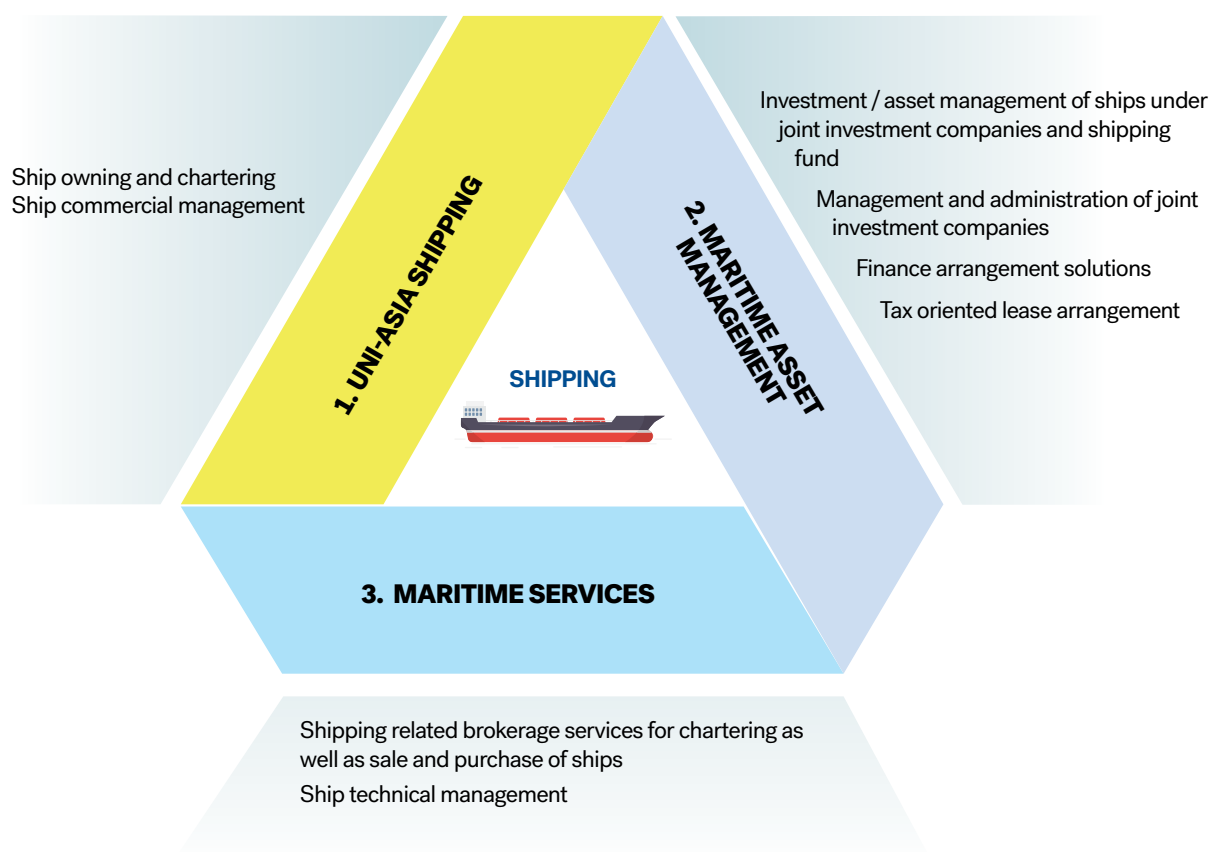 Ship owning and chartering
Ship commercial management
1. UNI-ASIA SHIPPING
2. MARITIME ASSET
MANAGEMENT
Investment / asset management of ships under
joint investment companies and shipping
fund
Management and administration of joint
investment companies
Finance arrangement solutions
Tax oriented lease arrangement
SHIPPING
3. MARITIME SERVICES
Shipping related brokerage services for chartering as
well as sale and purchase of ships
Ship technical management